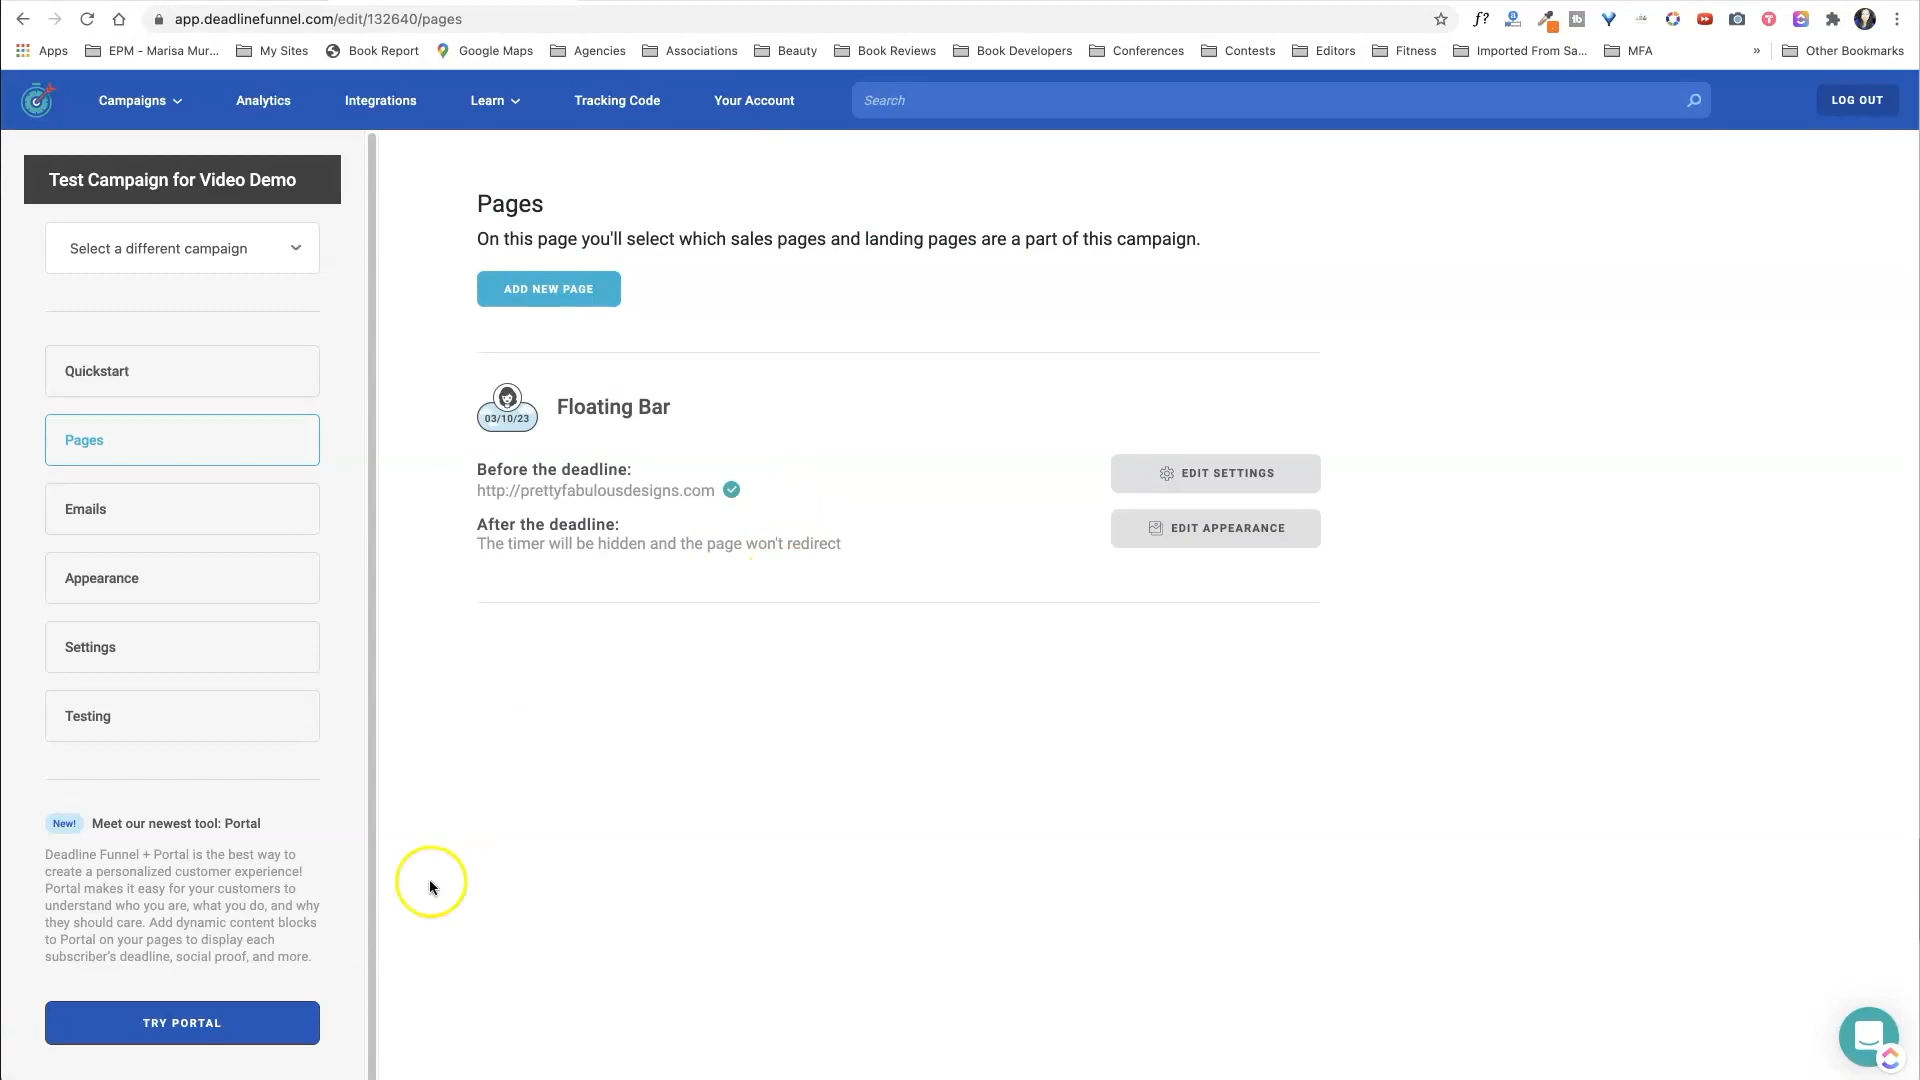 app.deadlinefunnel.com/edit/132640/pages
f?
Apps
EPM - Marisa Mur...
My Sites
Book Report
Google Maps
Agencies
Associations
Beauty
Book Reviews
Book Developers
Conferences
Contests
Editors
Fitness
Imported From Sa...
MFA
»
Other Bookmarks
Campaigns
Analytics
Integrations
Learn
Tracking Code
Your Account
Search
LOG OUT
Test Campaign for Video Demo
Select a different campaign
Quickstart
Pages
Emails
Appearance
Settings
Testing
New! Meet our newest tool: Portal
Deadline Funnel + Portal is the best way to
create a personalized customer experience!
Portal makes it easy for your customers to
understand who you are, what you do, and why
they should care. Add dynamic content blocks
to Portal on your pages to display each
subscriber's deadline, social proof, and more.
TRY PORTAL
Pages
On this page you'll select which sales pages and landing pages are a part of this campaign.
ADD NEW PAGE
03/10/23
Floating Bar
Before the deadline:
http://prettyfabulousdesigns.com
After the deadline:
The timer will be hidden and the page won't redirect
EDIT SETTINGS
EDIT APPEARANCE